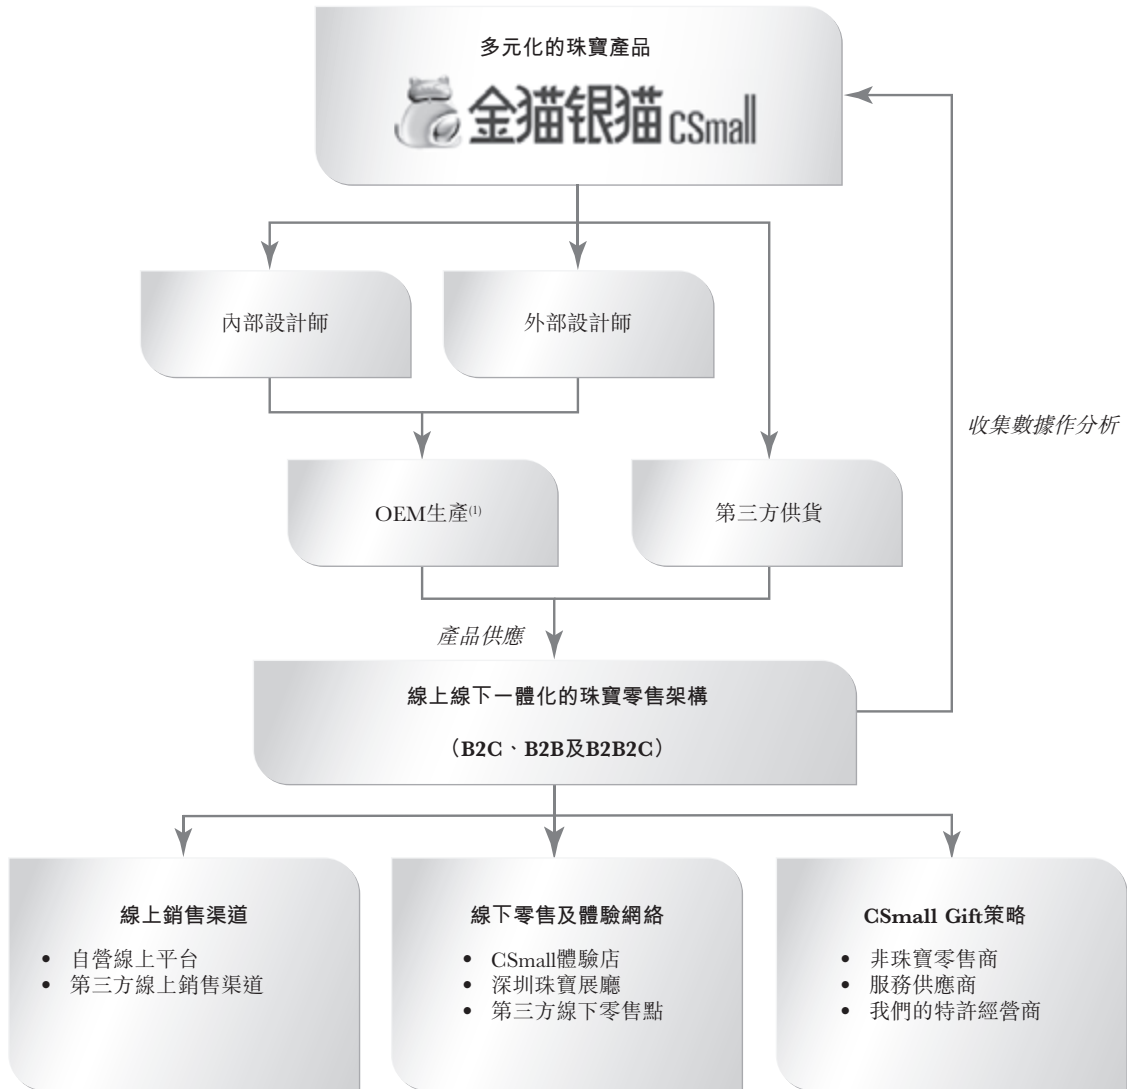 多元化的珠寶產品
金猫银猫 CSmall
內部設計師
外部設計師
收集數據作分析
OEM生產(1)
第三方供貨
產品供應
線上線下一體化的珠寶零售架構
（B2C、B2B及B2B2C）
線上銷售渠道
• 自營線上平台
• 第三方線上銷售渠道
線下零售及體驗網絡
• CSmall體驗店
• 深圳珠寶展廳
• 第三方線下零售點
CSmall Gift策略
• 非珠寶零售商
• 服務供應商
• 我們的特許經營商